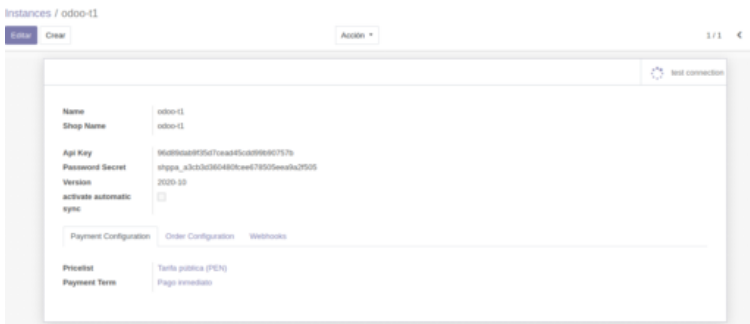 Instances / odoo-t1
Editar Crear Acción 1 / 1
test connection
Name odoo-t1
Shop Name odoo-t1
Api Key
Password Secret
Version 2020-10
activate automatic
sync
Payment Configuration Order Configuration Webhooks
Pricelist Tarifa pública (PEN)
Payment Term Pago inmediato